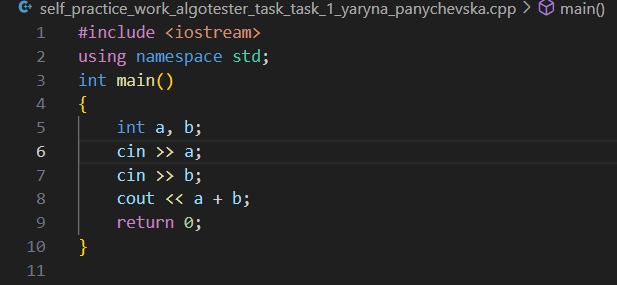 self_practice_work_algotester_task_task_1_yaryna_panychevska.cpp > main()
1 #include <iostream>
2 using namespace std;
3 int main()
4 {
5     int a, b;
6     cin >> a;
7     cin >> b;
8     cout << a + b;
9     return 0;
10 }
11